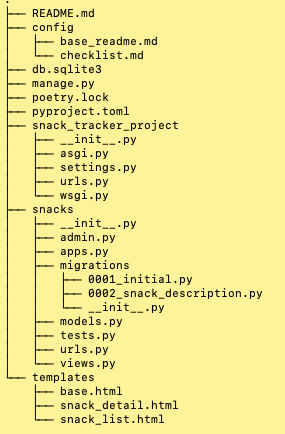 .
├── README.md
├── config
│   ├── base_readme.md
│   └── checklist.md
├── db.sqlite3
├── manage.py
├── poetry.lock
├── pyproject.toml
├── snack_tracker_project
│   ├── __init__.py
│   ├── asgi.py
│   ├── settings.py
│   ├── urls.py
│   └── wsgi.py
├── snacks
│   ├── __init__.py
│   ├── admin.py
│   ├── apps.py
│   ├── migrations
│   │   ├── 0001_initial.py
│   │   ├── 0002_snack_description.py
│   │   └── __init__.py
│   ├── models.py
│   ├── tests.py
│   ├── urls.py
│   └── views.py
└── templates
    ├── base.html
    ├── snack_detail.html
    └── snack_list.html